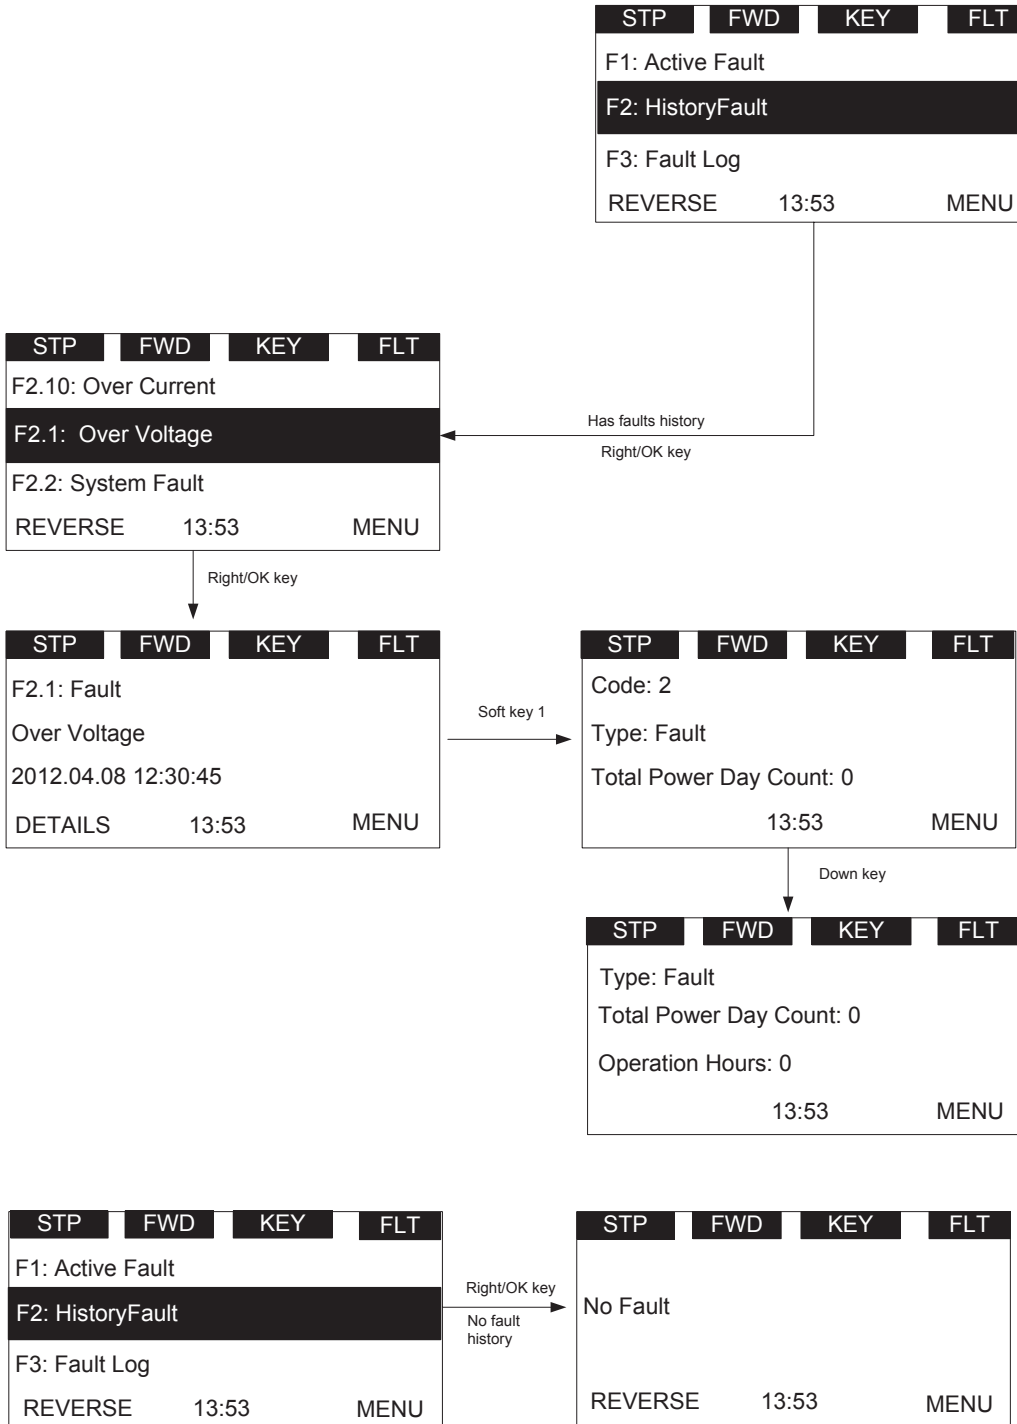 STP FWD KEY FLT
F1: Active Fault
F2: HistoryFault
F3: Fault Log
REVERSE 13:53 MENU
Has faults history
Right/OK key
STP FWD KEY FLT
F2.10: Over Current
F2.1: Over Voltage
F2.2: System Fault
REVERSE 13:53 MENU
Right/OK key
STP FWD KEY FLT
F2.1: Fault
Over Voltage
2012.04.08 12:30:45
DETAILS 13:53 MENU
Soft key 1
STP FWD KEY FLT
Code: 2
Type: Fault
Total Power Day Count: 0
13:53 MENU
Down key
STP FWD KEY FLT
Type: Fault
Total Power Day Count: 0
Operation Hours: 0
13:53 MENU
STP FWD KEY FLT
F1: Active Fault
F2: HistoryFault
F3: Fault Log
REVERSE 13:53 MENU
Right/OK key
No fault
history
STP FWD KEY FLT
No Fault
REVERSE 13:53 MENU